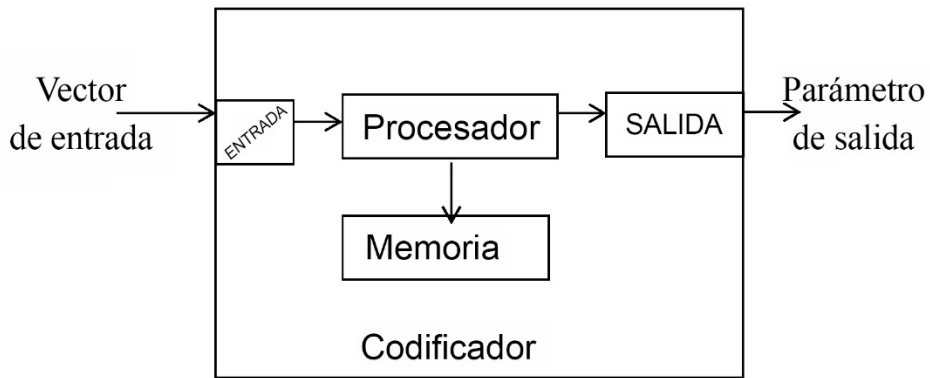 Vector
de entrada
ENTRADA
Procesador
SALIDA
Parámetro
de salida
Memoria
Codificador